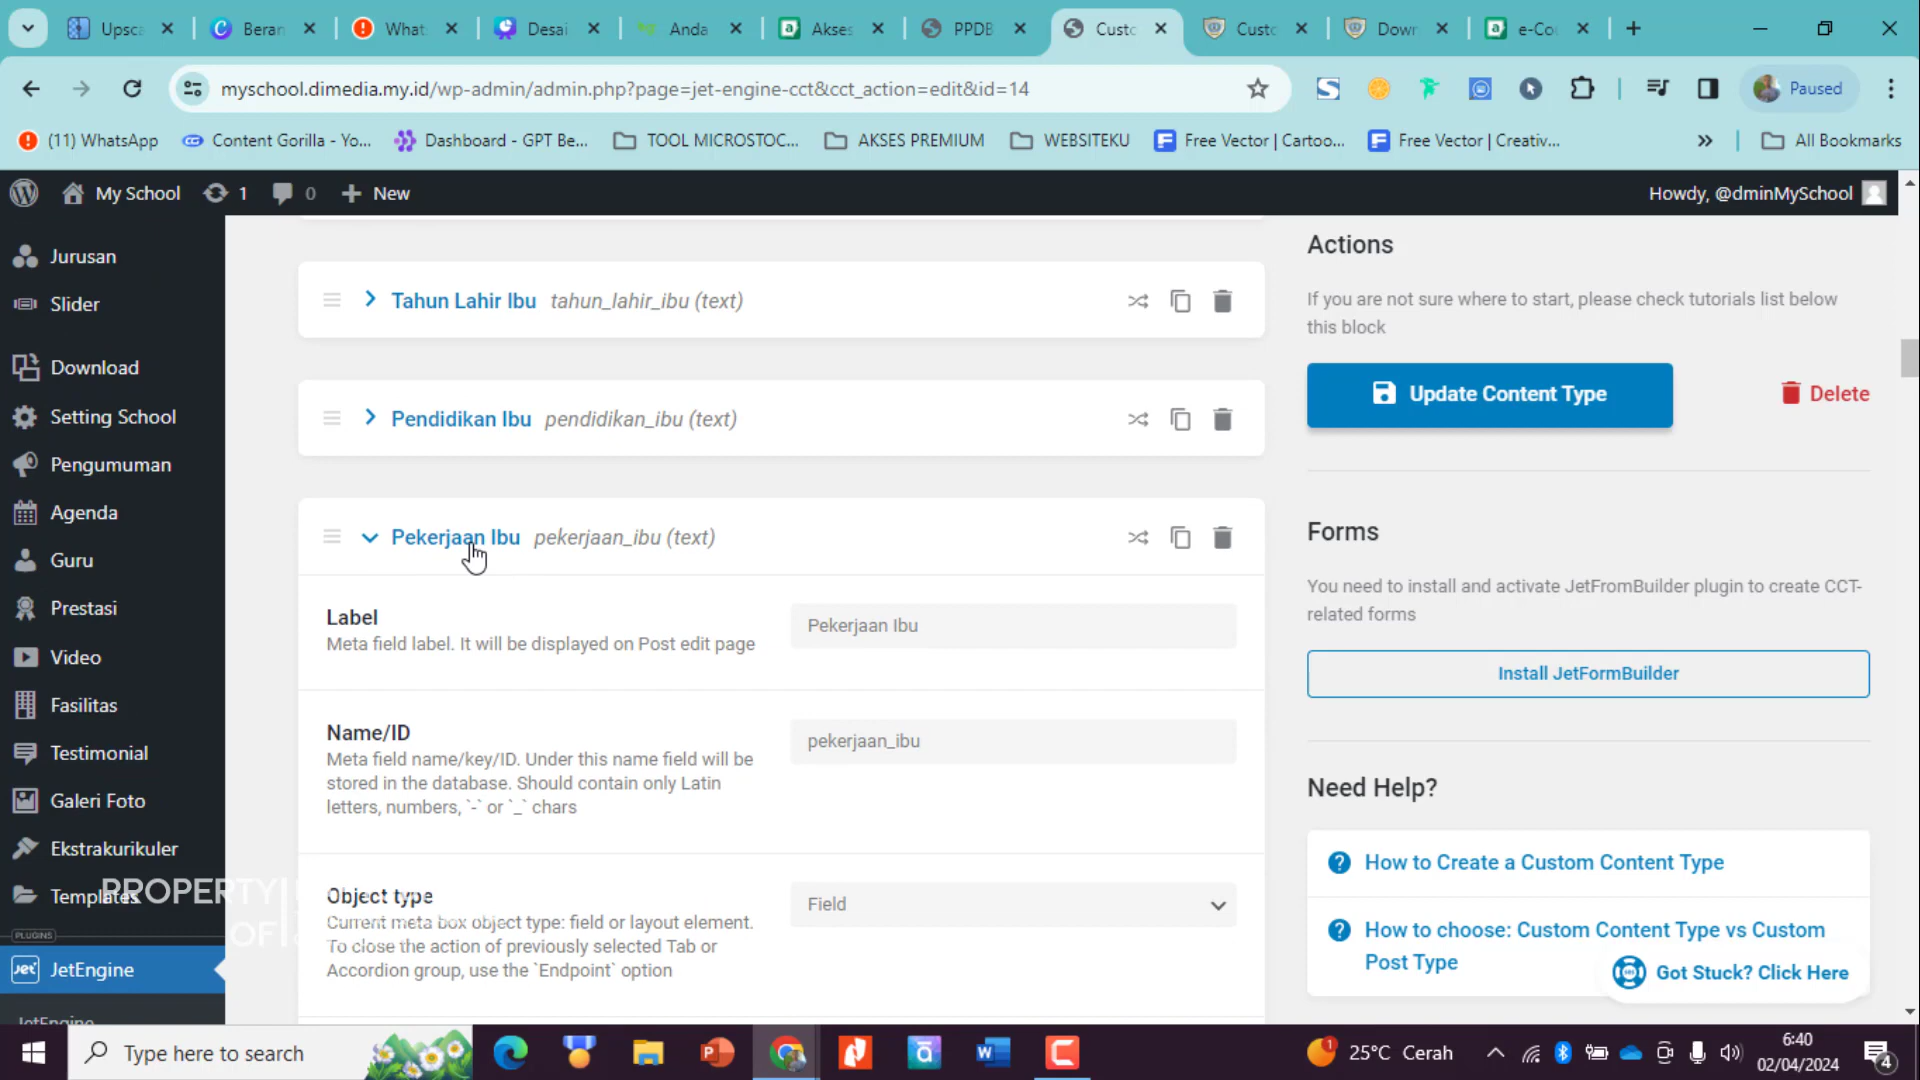 Upsca
Beran
What
Desai
Anda
Akses
PPDB
Custo
Custo
Down
e-Cou
myschool.dimedia.my.id/wp-admin/admin.php?page=jet-engine-cct&cct_action=edit&id=14
Paused
(11) WhatsApp
Content Gorilla - Yo...
Dashboard - GPT Be...
TOOL MICROSTOC...
AKSES PREMIUM
WEBSITEKU
Free Vector | Cartoo...
Free Vector | Creativ...
All Bookmarks
My School
1
0
New
Howdy, @dminMySchool
Jurusan
Slider
Download
Setting School
Pengumuman
Agenda
Guru
Prestasi
Video
Fasilitas
Testimonial
Galeri Foto
Ekstrakurikuler
Templates
PROPERTY
OF
PLUGINS
JetEngine
JetEngine
Tahun Lahir Ibu tahun_lahir_ibu (text)
Pendidikan Ibu pendidikan_ibu (text)
Pekerjaan Ibu pekerjaan_ibu (text)
Label
Meta field label. It will be displayed on Post edit page
Pekerjaan Ibu
Name/ID
Meta field name/key/ID. Under this name field will be
stored in the database. Should contain only Latin
letters, numbers, `-` or `_` chars
pekerjaan_ibu
Object type
Current meta box object type: field or layout element.
To close the action of previously selected Tab or
Accordion group, use the `Endpoint` option
Field
Actions
If you are not sure where to start, please check tutorials list below
this block
Update Content Type
Delete
Forms
You need to install and activate JetFromBuilder plugin to create CCT-
related forms
Install JetFormBuilder
Need Help?
How to Create a Custom Content Type
How to choose: Custom Content Type vs Custom
Post Type
Got Stuck? Click Here
Type here to search
1
25°C Cerah
6:40
02/04/2024
4